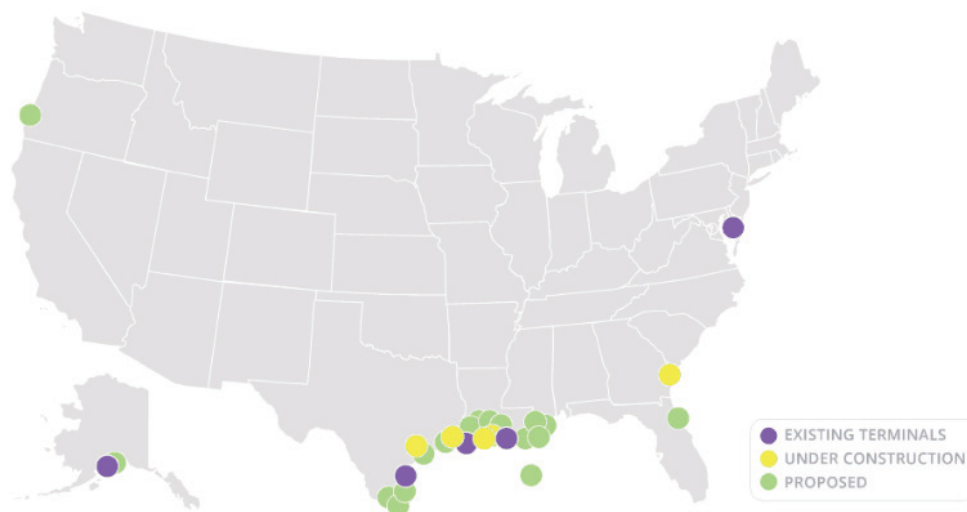 EXISTING TERMINALS
UNDER CONSTRUCTION
PROPOSED